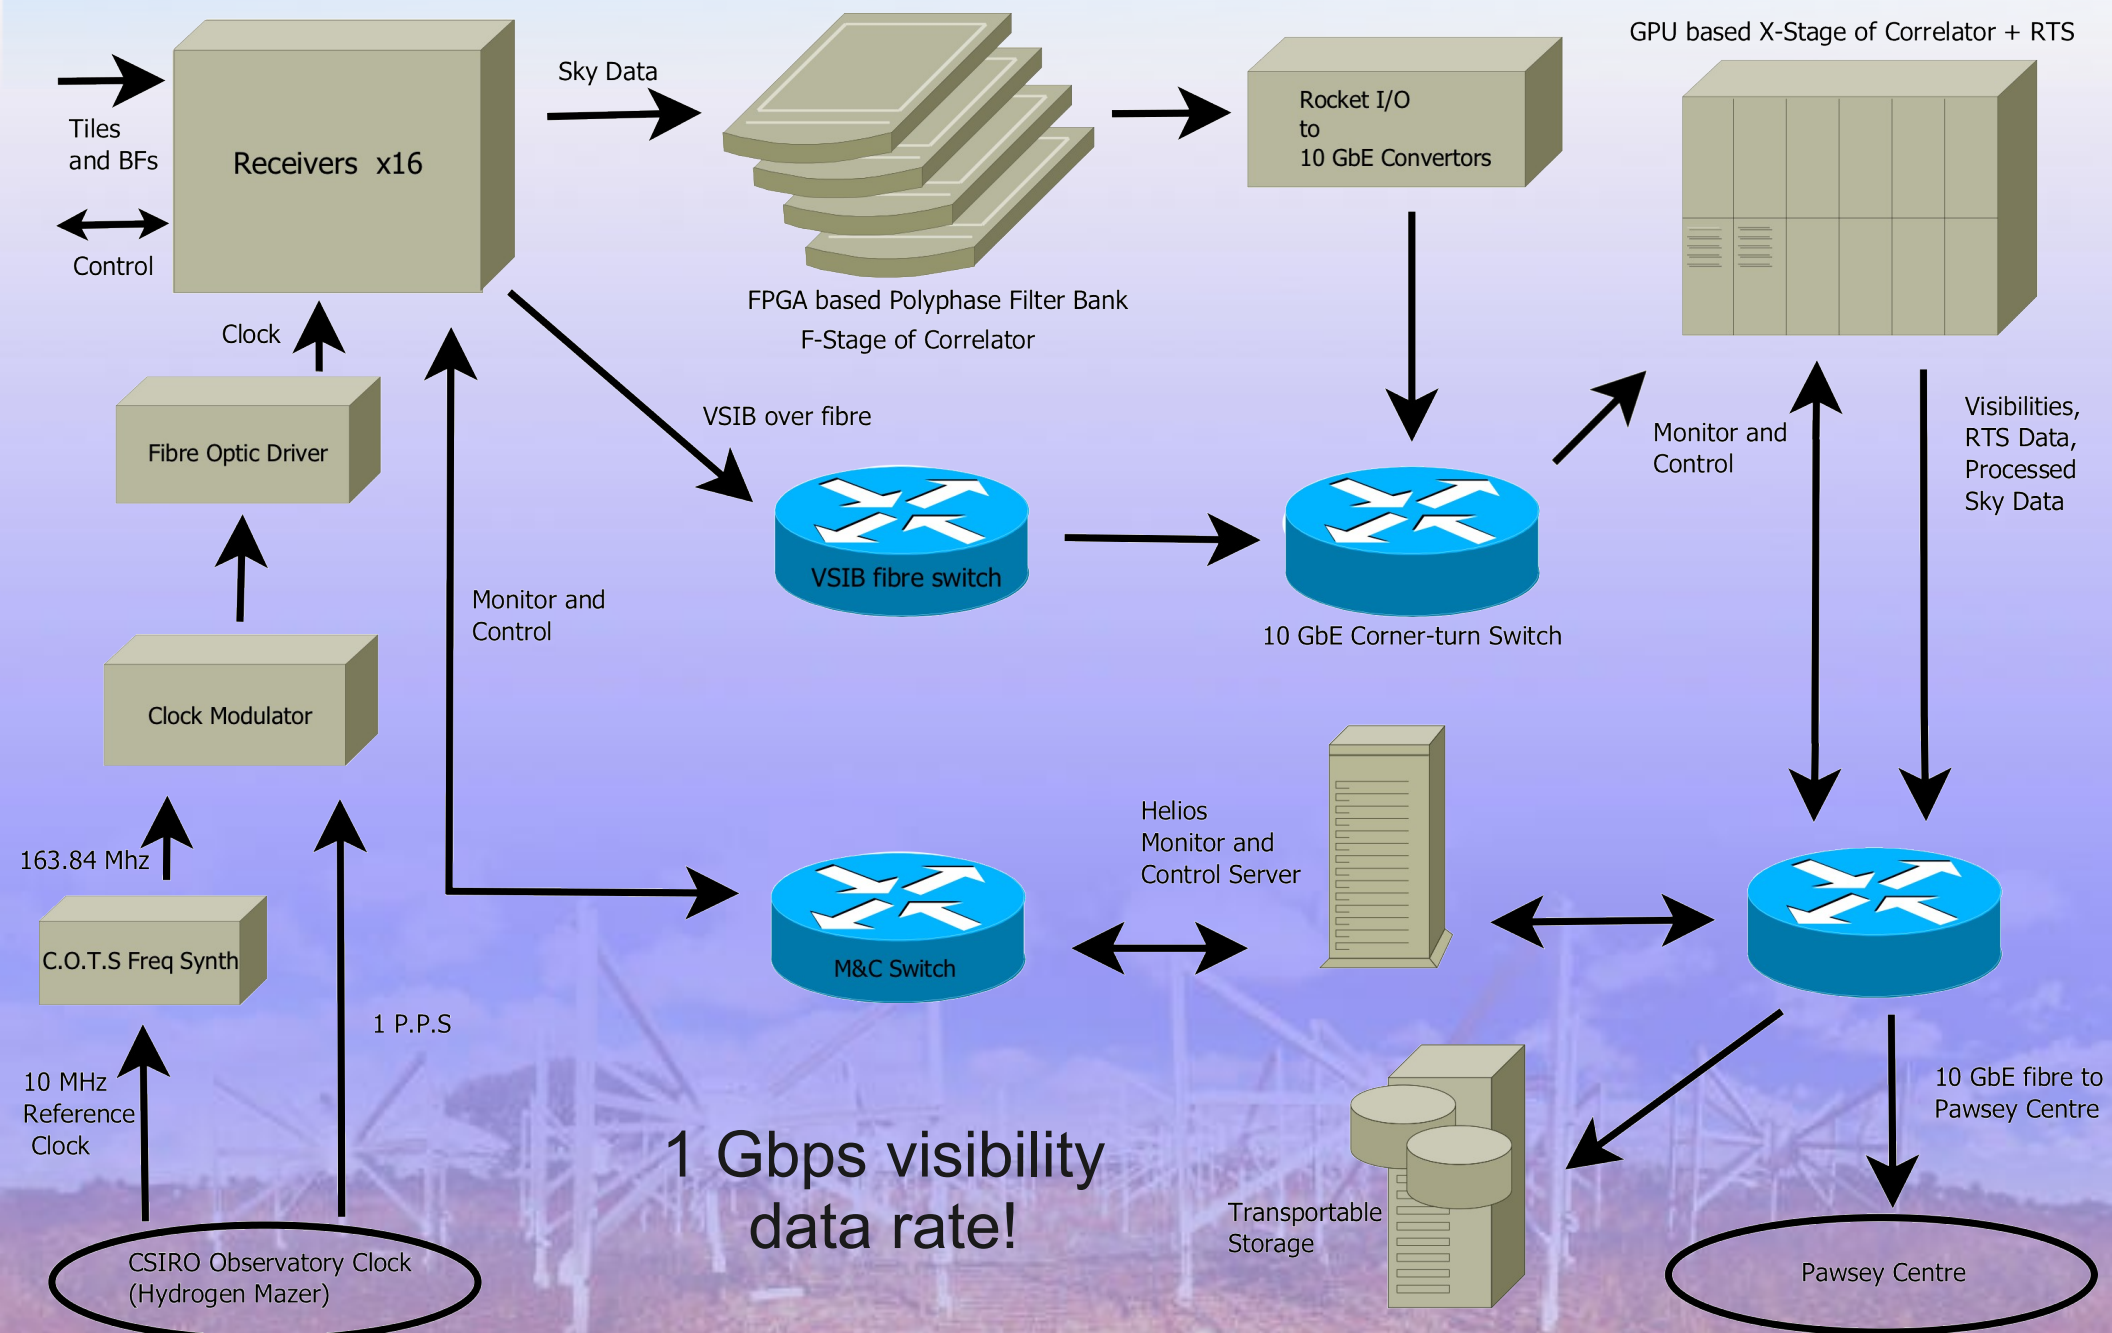 GPU based X-Stage of Correlator + RTS
Sky Data
Tiles
and BFs
Receivers x16
Rocket I/O
to
10 GbE Convertors
Control
FPGA based Polyphase Filter Bank
F-Stage of Correlator
Clock
VSIB over fibre
Monitor and
Control
Visibilities,
RTS Data,
Processed
Sky Data
Fibre Optic Driver
VSIB fibre switch
Monitor and
Control
10 GbE Corner-turn Switch
Clock Modulator
Helios
Monitor and
Control Server
163.84 Mhz
C.O.T.S Freq Synth
M&C Switch
1 P.P.S
10 MHz
Reference
Clock
10 GbE fibre to
Pawsey Centre
1 Gbps visibility
data rate!
Transportable
Storage
CSIRO Observatory Clock
(Hydrogen Mazer)
Pawsey Centre